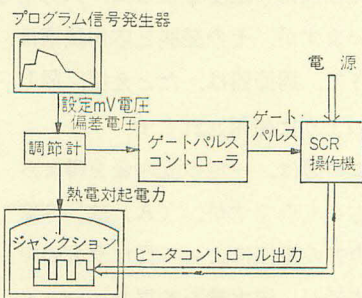 プログラム信号発生器
設定mV電圧
偏差電圧
調節計
ゲートパルス
コントローラ
ゲート
パルス
電源
SCR
操作機
熱電対起電力
ジャンクション
ヒータコントロール出力